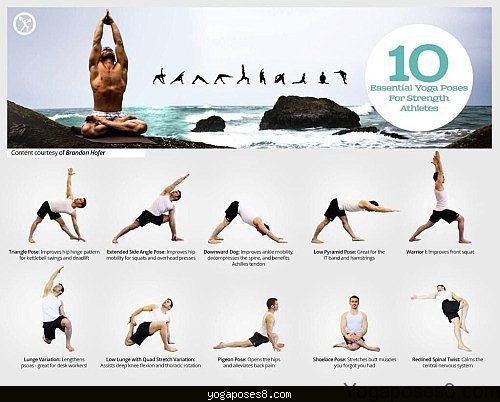 10
Essential Yoga Poses
For Strength
Athletes
Content courtesy of Brandon Hofer
Triangle Pose: Improves hip hinge pattern
for kettlebell swings and deadlift
Extended Side Angle Pose: Improves hip
mobility for squats and overhead presses
Downward Dog: Improves ankle mobility,
decompresses the spine, and benefits
Achilles tendon
Low Pyramid Pose: Great for the
IT band and hamstrings
Warrior I: Improves front squat
Lunge Variation: Lengthens
psoas - great for desk workers!
Low Lunge with Quad Stretch Variation:
Assists deep knee flexion and thoracic rotation
Pigeon Pose: Opens the hips
and alleviates back pain
Shoelace Pose: Stretches butt muscles
you forgot you had
Reclined Spinal Twist: Calms the
central nervous system
Yogaposes8.com
yogaposes8.com